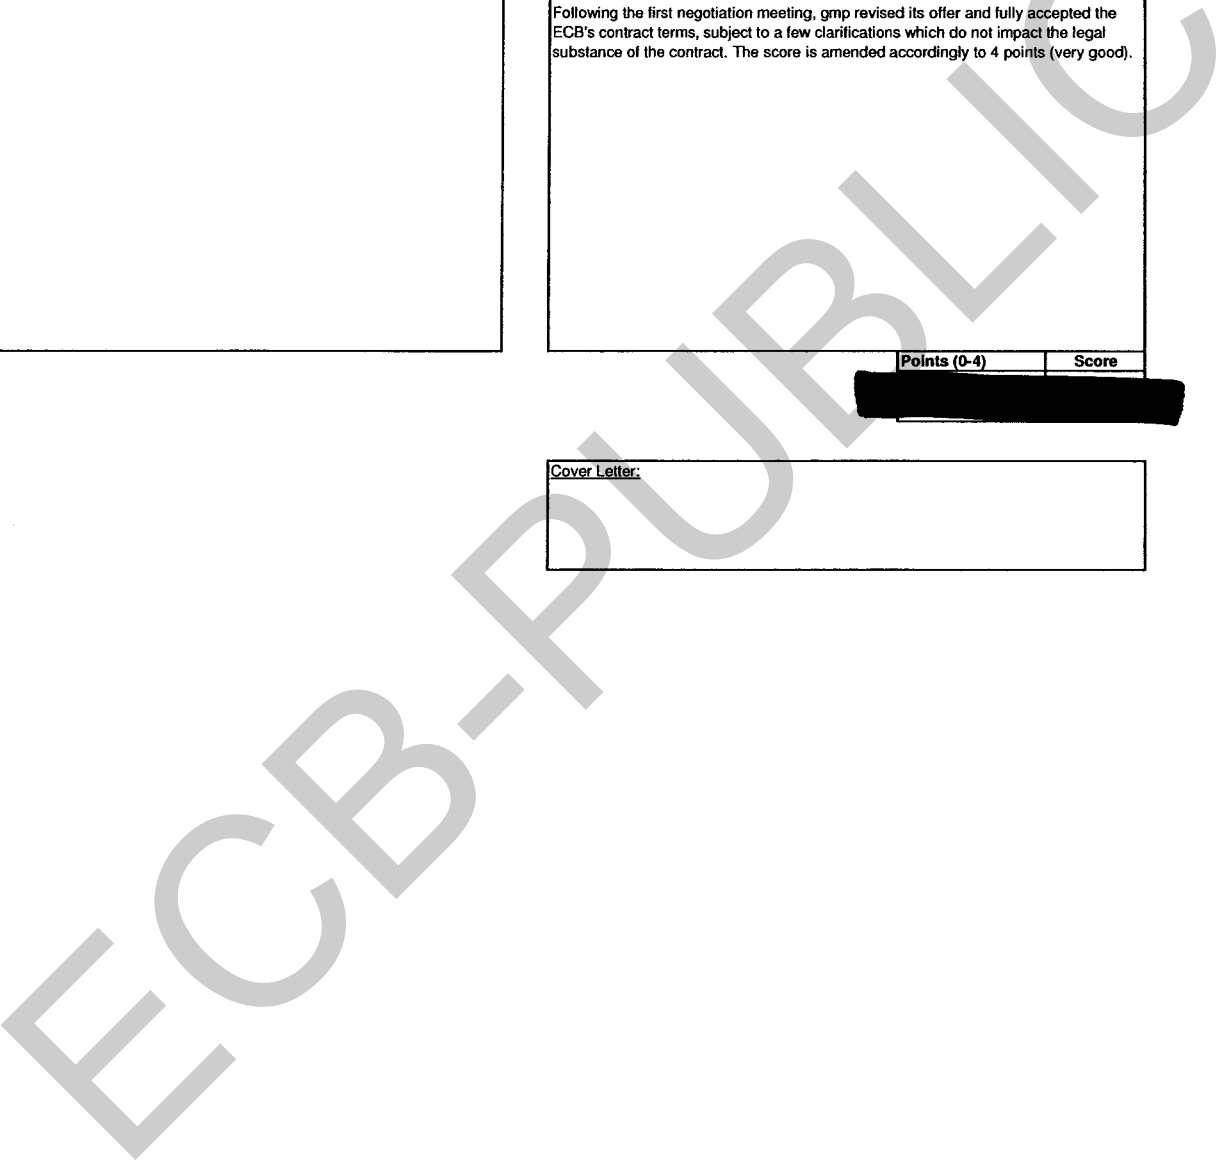 Following the first negotiation meeting, gmp revised its offer and fully accepted the
ECB's contract terms, subject to a few clarifications which do not impact the legal
substance of the contract. The score is amended accordingly to 4 points (very good).
Points (0-4) Score
Cover Letter:
ECB-PUBLIC